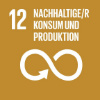 12 NACHHALTIGE/R
KONSUM UND
PRODUKTION